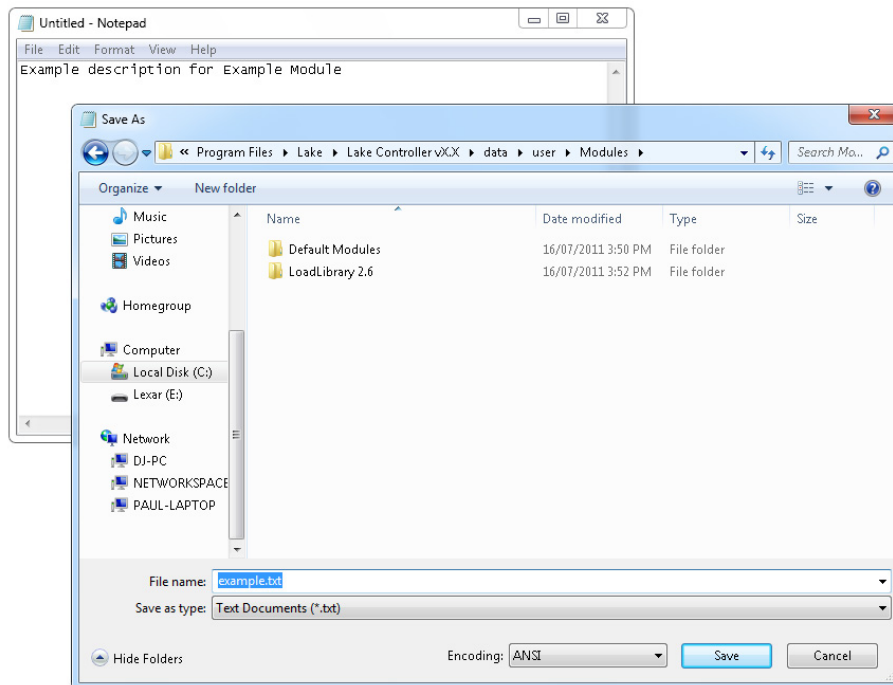 Untitled - Notepad
File Edit Format View Help
Example description for Example Module
Save As
« Program Files Lake Lake Controller vX.X data user Modules
Search Mo...
Organize New folder
Name Date modified Type Size
Music
Pictures
Videos
Homegroup
Computer
Local Disk (C:)
Lexar (E:)
Network
DJ-PC
NETWORKSPACE
PAUL-LAPTOP
Default Modules 16/07/2011 3:50 PM File folder
LoadLibrary 2.6 16/07/2011 3:52 PM File folder
File name: example.txt
Save as type: Text Documents (*.txt)
Hide Folders
Encoding: ANSI
Save
Cancel